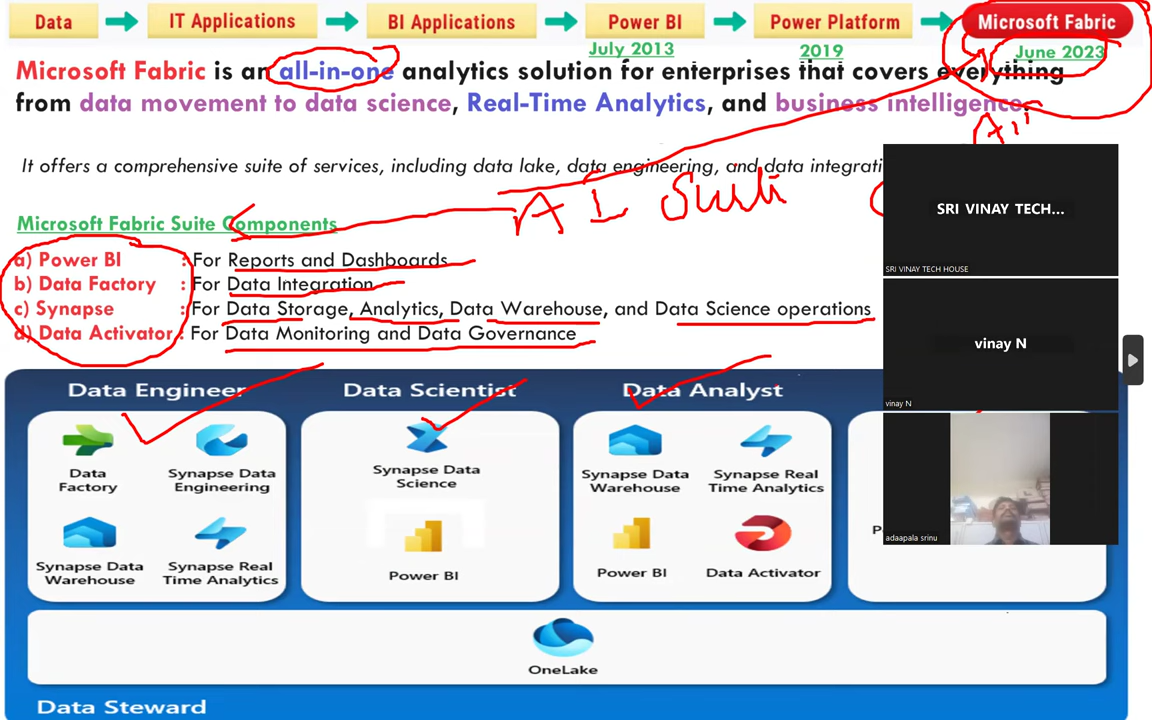 Data IT Applications BI Applications Power BI Power Platform Microsoft Fabric
July 2013 2019 June 2023
Microsoft Fabric is an all-in-one analytics solution for enterprises that covers everything
from data movement to data science, Real-Time Analytics, and business intelligence.
It offers a comprehensive suite of services, including data lake, data engineering, and data
AI
Microsoft Fabric Suite Components
a) Power BI : For Reports and Dashboards
b) Data Factory : For Data Integration
c) Synapse : For Data Storage, Analytics, Data Warehouse, and Data Science operations
d) Data Activator : For Data Monitoring and Data Governance
SRI VINAY TECH...
SRI VINAY TECH HOUSE
vinay N
vinay N
adaapala srinu
Data Engineer Data Scientist Data Analyst
Data Factory
Synapse Data Engineering
Synapse Data Warehouse
Synapse Real Time Analytics
Synapse Data Science
Power BI
Synapse Data Warehouse
Synapse Real Time Analytics
Power BI
Data Activator
OneLake
Data Steward